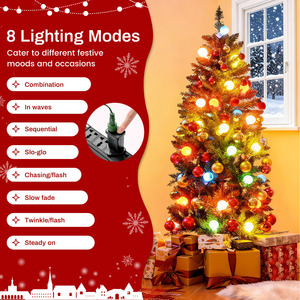 8 Lighting Modes
Cater to different festive
moods and occasions
Combination
In waves
Sequential
Slo-glo
Chasing/flash
Slow fade
Twinkle/flash
Steady on